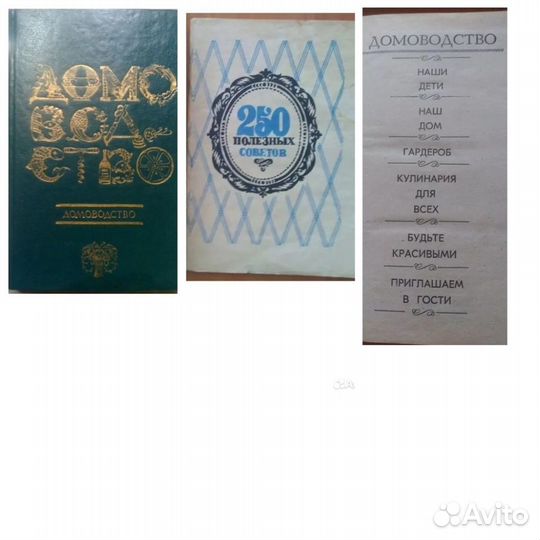 ДОМО
ВОД
СТВО
ДОМОВОДСТВО
250
ПОЛЕЗНЫХ
СОВЕТОВ
ДОМОВОДСТВО
НАШИ
ДЕТИ
НАШ
ДОМ
ГАРДЕРОБ
КУЛИНАРИЯ
ДЛЯ
ВСЕХ
БУДЬТЕ
КРАСИВЫМИ
ПРИГЛАШАЕМ
В ГОСТИ
Avito